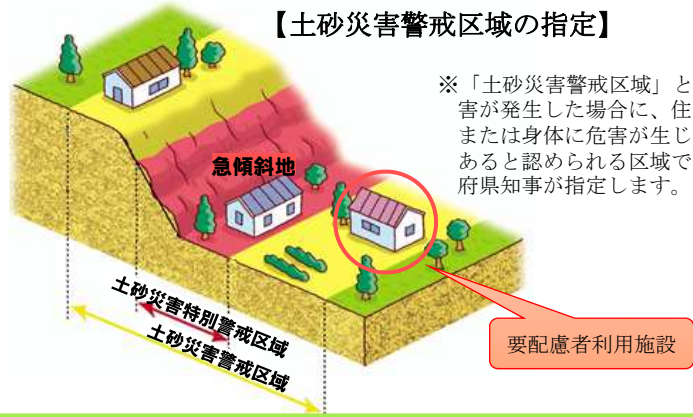 【土砂災害警戒区域の指定】
※「土砂災害警戒区域」と
害が発生した場合に、住
または身体に危害が生じ
あると認められる区域で
府県知事が指定します。
急傾斜地
土砂災害特別警戒区域
土砂災害警戒区域
要配慮者利用施設